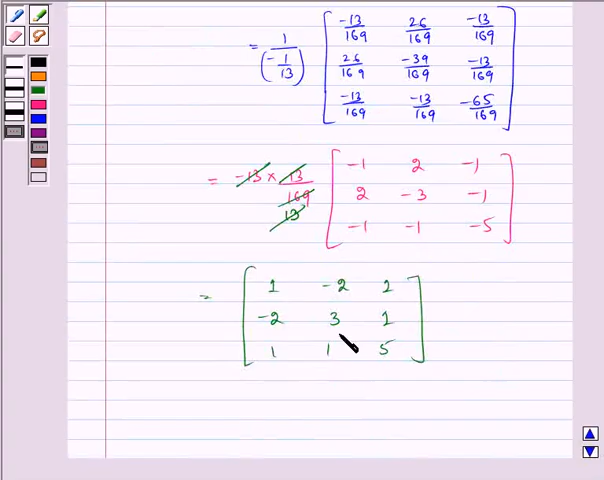 = 1/(-1/13) [ -13/169 26/169 -13/169
26/169 -39/169 -13/169
-13/169 -13/169 -65/169 ]
= -13 × 13/169 [ -1 2 -1
13 2 -3 -1
-1 -1 -5 ]
= [ 1 -2 1
-2 3 1
1 1 5 ]